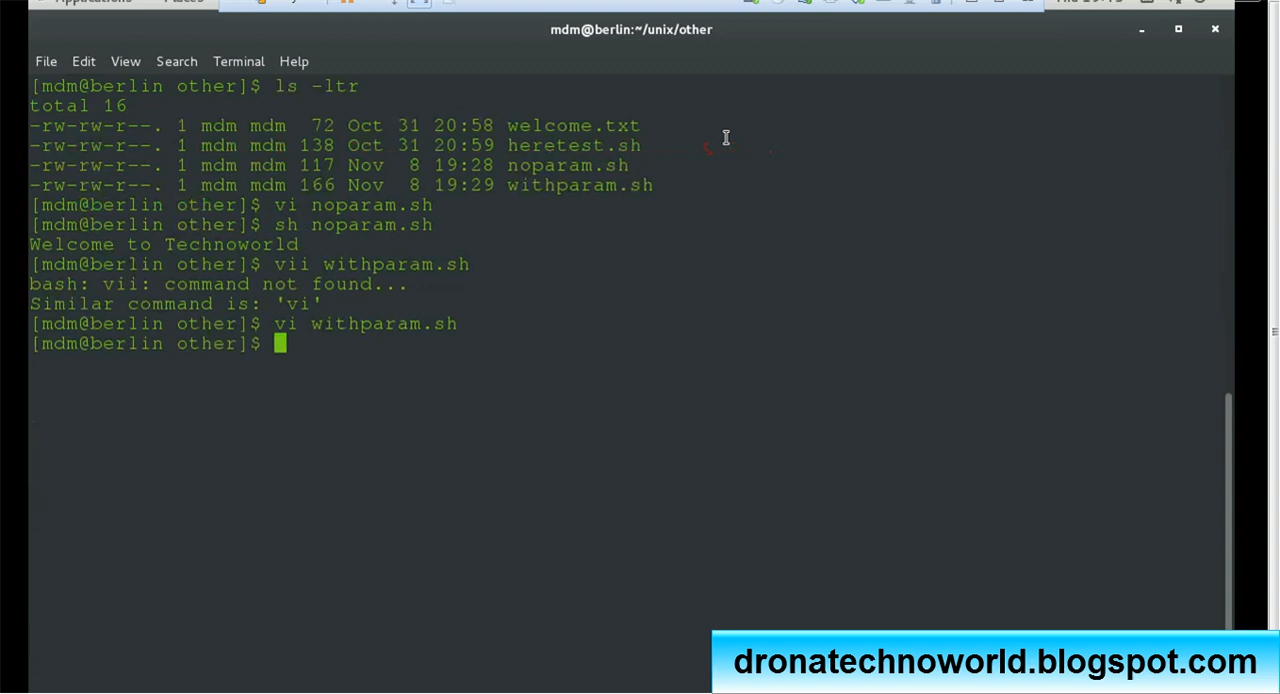 mdm@berlin:~/unix/other
File Edit View Search Terminal Help
[mdm@berlin other]$ ls -ltr
total 16
-rw-rw-r--. 1 mdm mdm  72 Oct 31 20:58 welcome.txt
-rw-rw-r--. 1 mdm mdm 138 Oct 31 20:59 heretest.sh
-rw-rw-r--. 1 mdm mdm 117 Nov  8 19:28 noparam.sh
-rw-rw-r--. 1 mdm mdm 166 Nov  8 19:29 withparam.sh
[mdm@berlin other]$ vi noparam.sh
[mdm@berlin other]$ sh noparam.sh
Welcome to Technoworld
[mdm@berlin other]$ vii withparam.sh
bash: vii: command not found...
Similar command is: 'vi'
[mdm@berlin other]$ vi withparam.sh
[mdm@berlin other]$
dronatechnoworld.blogspot.com